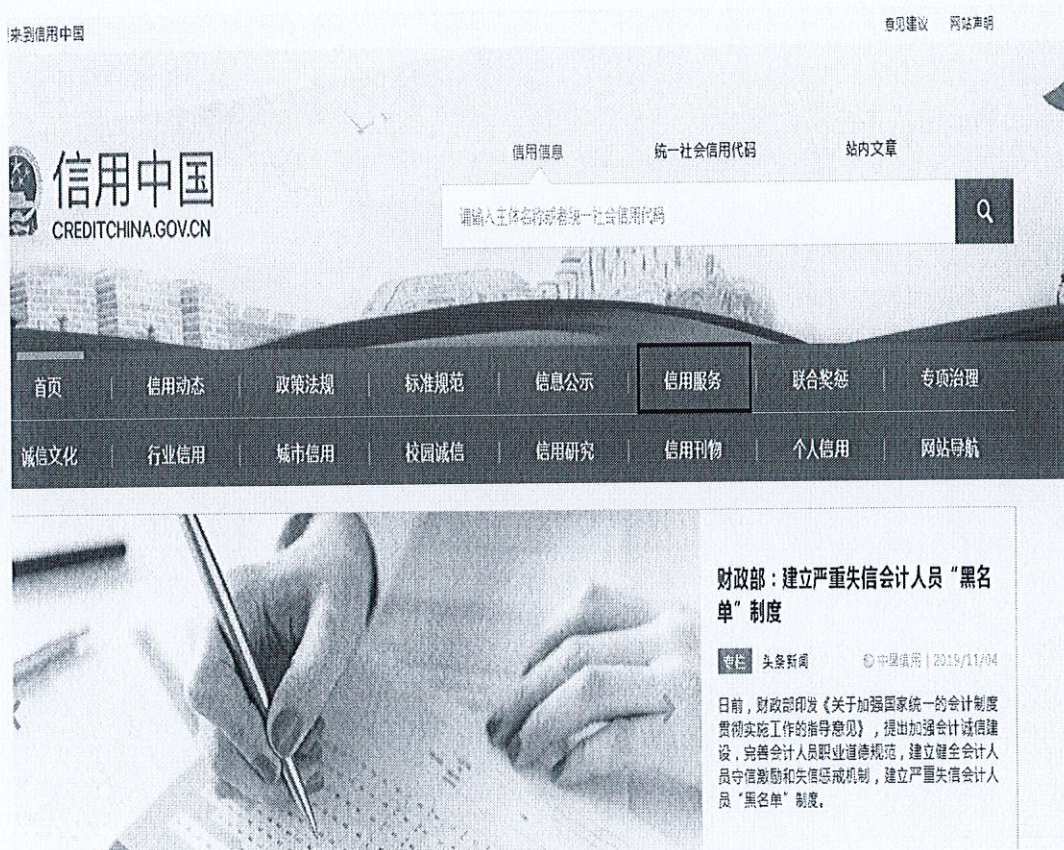 来到信用中国
意见建议 网站声明
信用中国
CREDITCHINA.GOV.CN
信用信息 统一社会信用代码 站内文章
请输入主体名称或者统一社会信用代码
首页 信用动态 政策法规 标准规范 信息公示 信用服务 联合奖惩 专项治理
诚信文化 行业信用 城市信用 校园诚信 信用研究 信用刊物 个人信用 网站导航
财政部：建立严重失信会计人员“黑名
单”制度
专栏 头条新闻 中国信用 | 2019/11/04
日前，财政部印发《关于加强国家统一的会计制度
贯彻实施工作的指导意见》，提出加强会计诚信建
设，完善会计人员职业道德规范，建立健全会计人
员守信激励和失信惩戒机制，建立严重失信会计人
员“黑名单”制度。